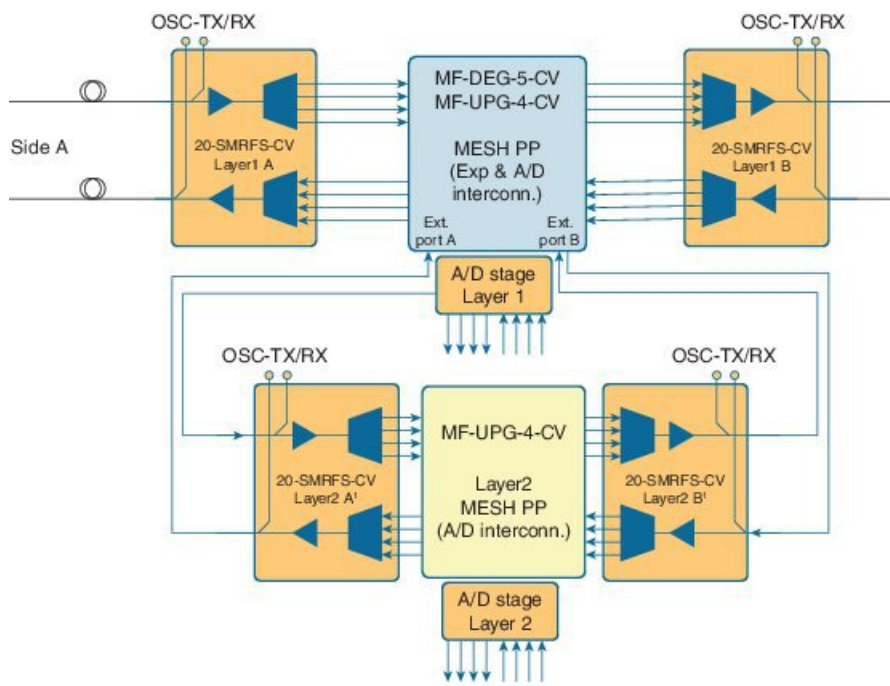 OSC-TX/RX
OSC-TX/RX
MF-DEG-5-CV
MF-UPG-4-CV
Side A
20-SMRFS-CV
Layer1 A
MESH PP
(Exp & A/D
interconn.)
20-SMRFS-CV
Layer1 B
Ext.
port A
Ext.
port B
A/D stage
Layer 1
OSC-TX/RX
OSC-TX/RX
MF-UPG-4-CV
20-SMRFS-CV
Layer2 A'
Layer2
MESH PP
(A/D interconn.)
20-SMRFS-CV
Layer2 B'
A/D stage
Layer 2